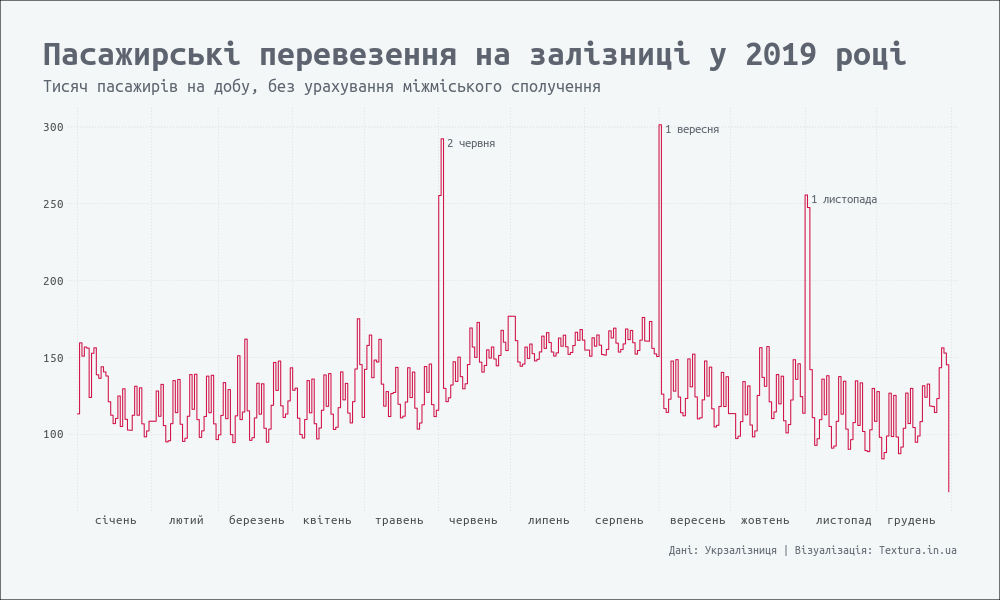 Пасажирські перевезення на залізниці у 2019 році
Тисяч пасажирів на добу, без урахування міжміського сполучення
300
2 червня
1 вересня
250
1 листопада
200
150
100
січень лютий березень квітень травень червень липень серпень вересень жовтень листопад грудень
Дані: Укрзалізниця | Візуалізація: Textura.in.ua